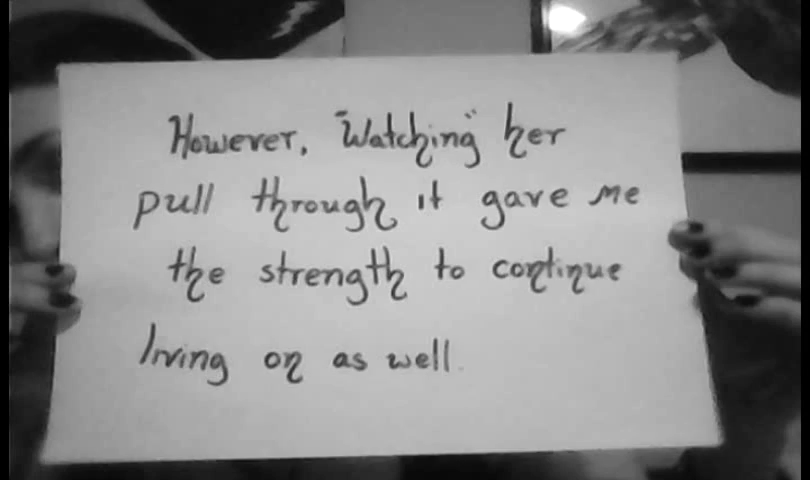 However, "Watching" her
pull through it gave me
the strength to continue
living on as well.